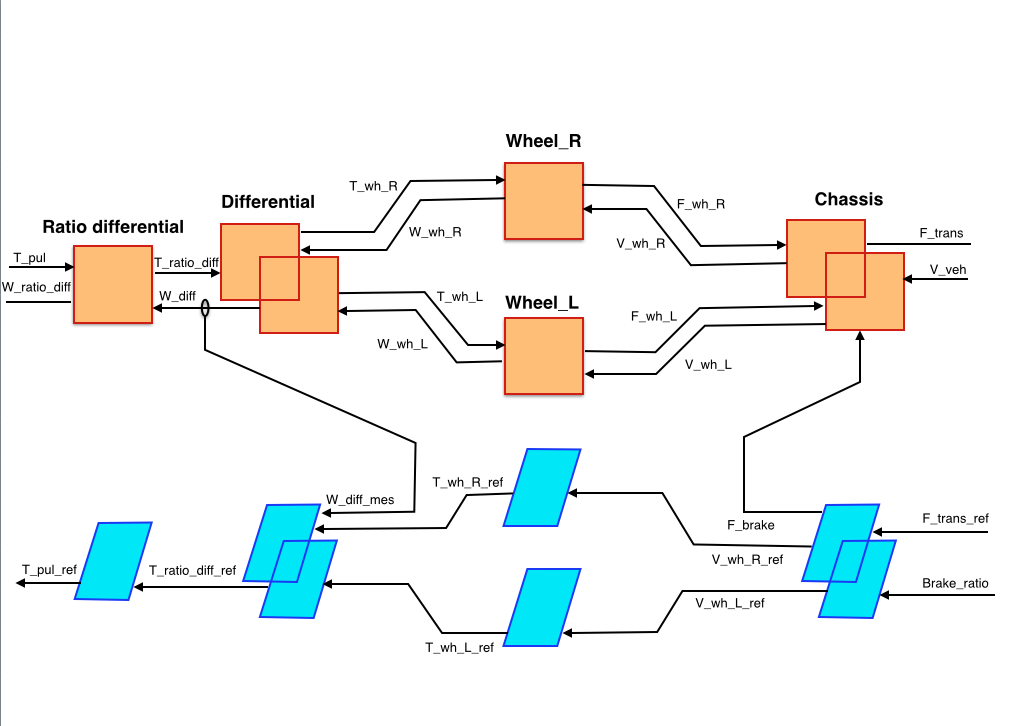 Wheel_R
T_wh_R
Differential
Chassis
F_wh_R
Ratio differential
W_wh_R
F_trans
V_wh_R
T_pul
T_ratio_diff
V_veh
W_ratio_diff
W_diff
T_wh_L
Wheel_L
F_wh_L
W_wh_L
V_wh_L
T_wh_R_ref
W_diff_mes
F_brake
F_trans_ref
V_wh_R_ref
T_pul_ref
T_ratio_diff_ref
Brake_ratio
V_wh_L_ref
T_wh_L_ref